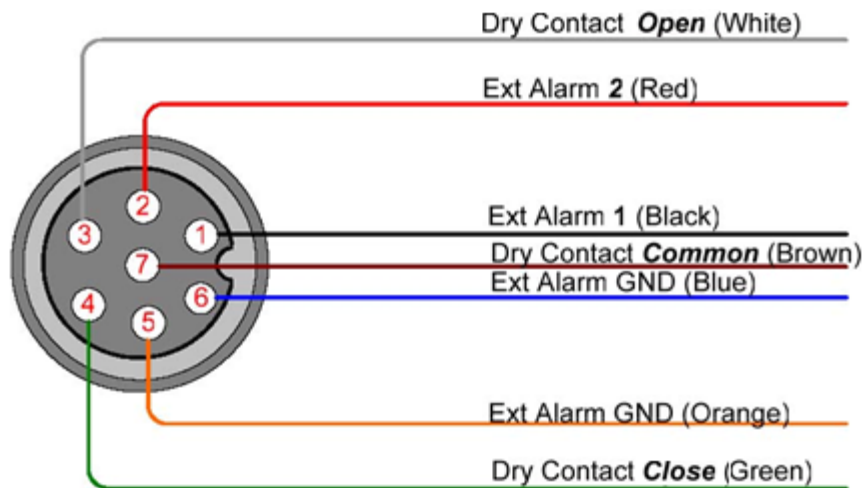 Dry Contact Open (White)
Ext Alarm 2 (Red)
2
3
1
Ext Alarm 1 (Black)
7
Dry Contact Common (Brown)
4
6
Ext Alarm GND (Blue)
5
Ext Alarm GND (Orange)
Dry Contact Close (Green)